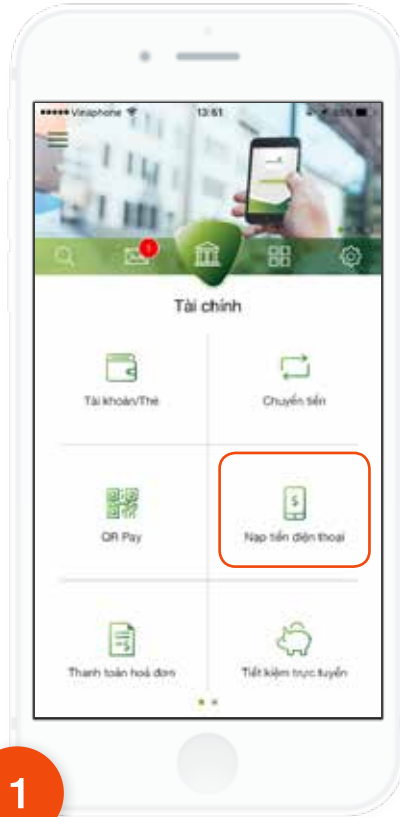 Vinaphone 13:51
1
Tài chính
Tài khoản/Thẻ
Chuyển tiền
QR Pay
Nạp tiền điện thoại
Thanh toán hoá đơn
Tiết kiệm trực tuyến
1